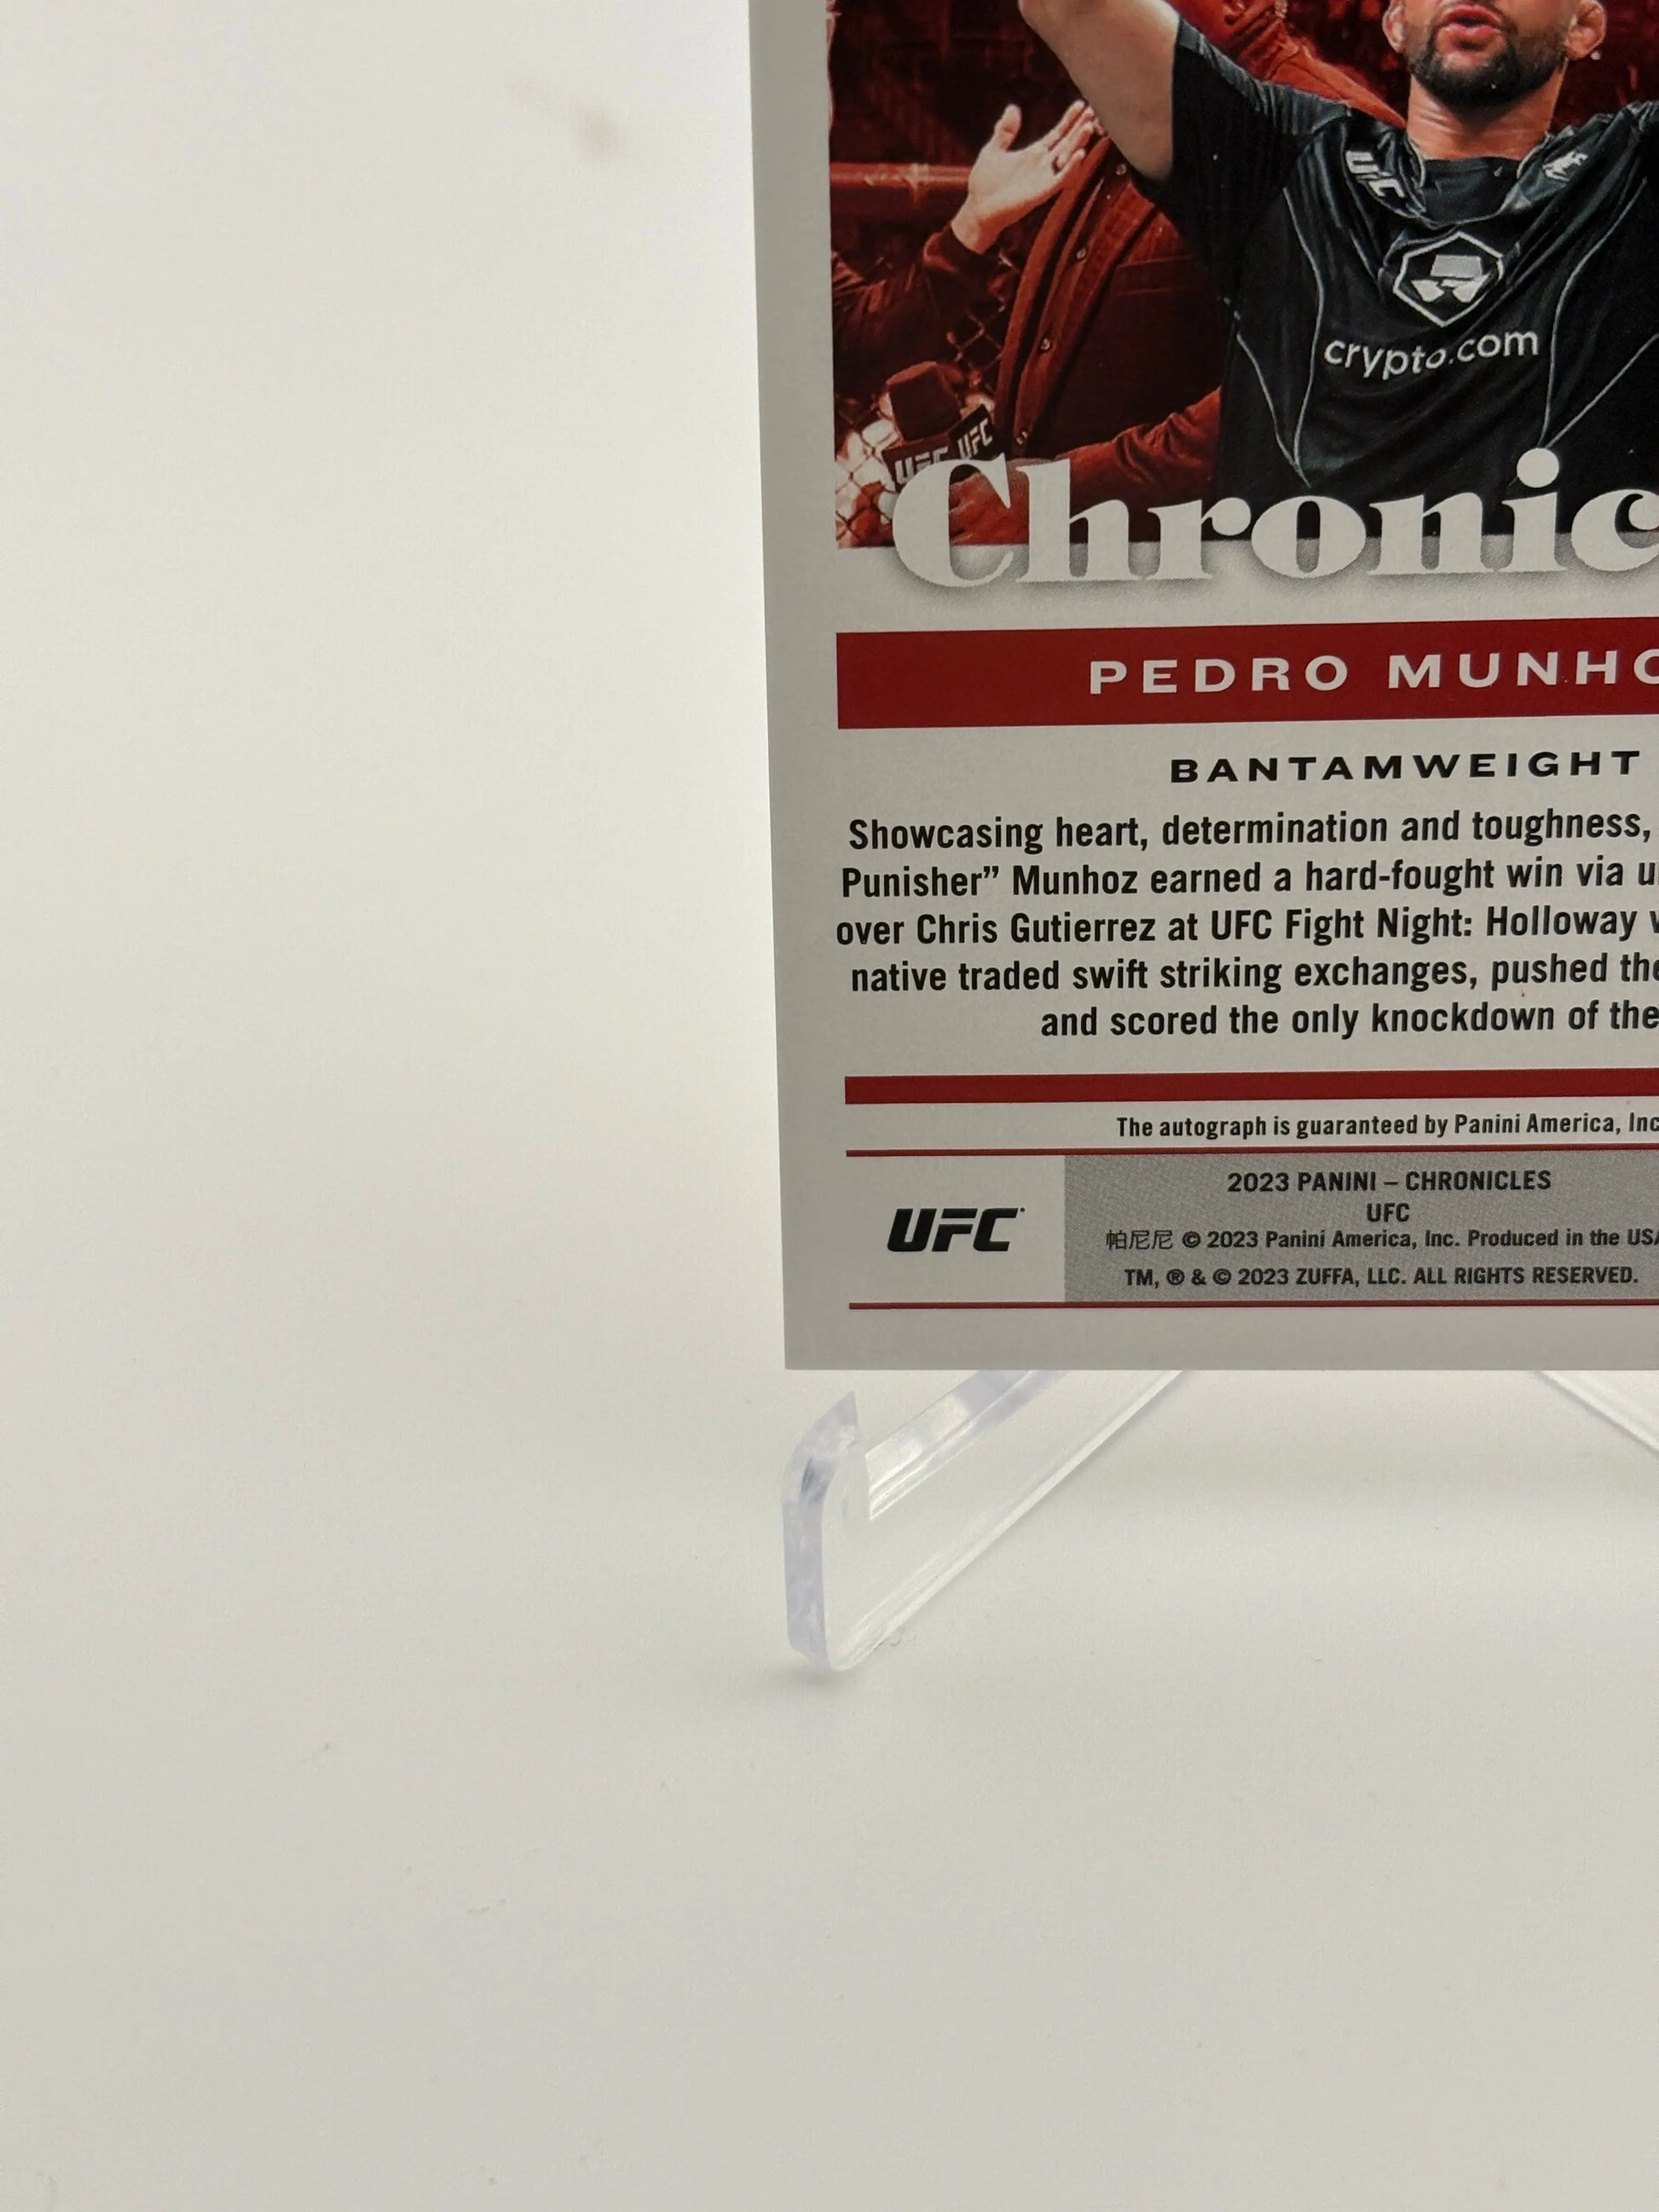 UFC
crypto.com
UFC UFC
Chronic
PEDRO MUNHO
BANTAMWEIGHT
Showcasing heart, determination and toughness,
Punisher” Munhoz earned a hard-fought win via u
over Chris Gutierrez at UFC Fight Night: Holloway v
native traded swift striking exchanges, pushed the
and scored the only knockdown of the
The autograph is guaranteed by Panini America, Inc
UFC
2023 PANINI – CHRONICLES
UFC
帕尼尼 © 2023 Panini America, Inc. Produced in the USA
TM, ® & © 2023 ZUFFA, LLC. ALL RIGHTS RESERVED.